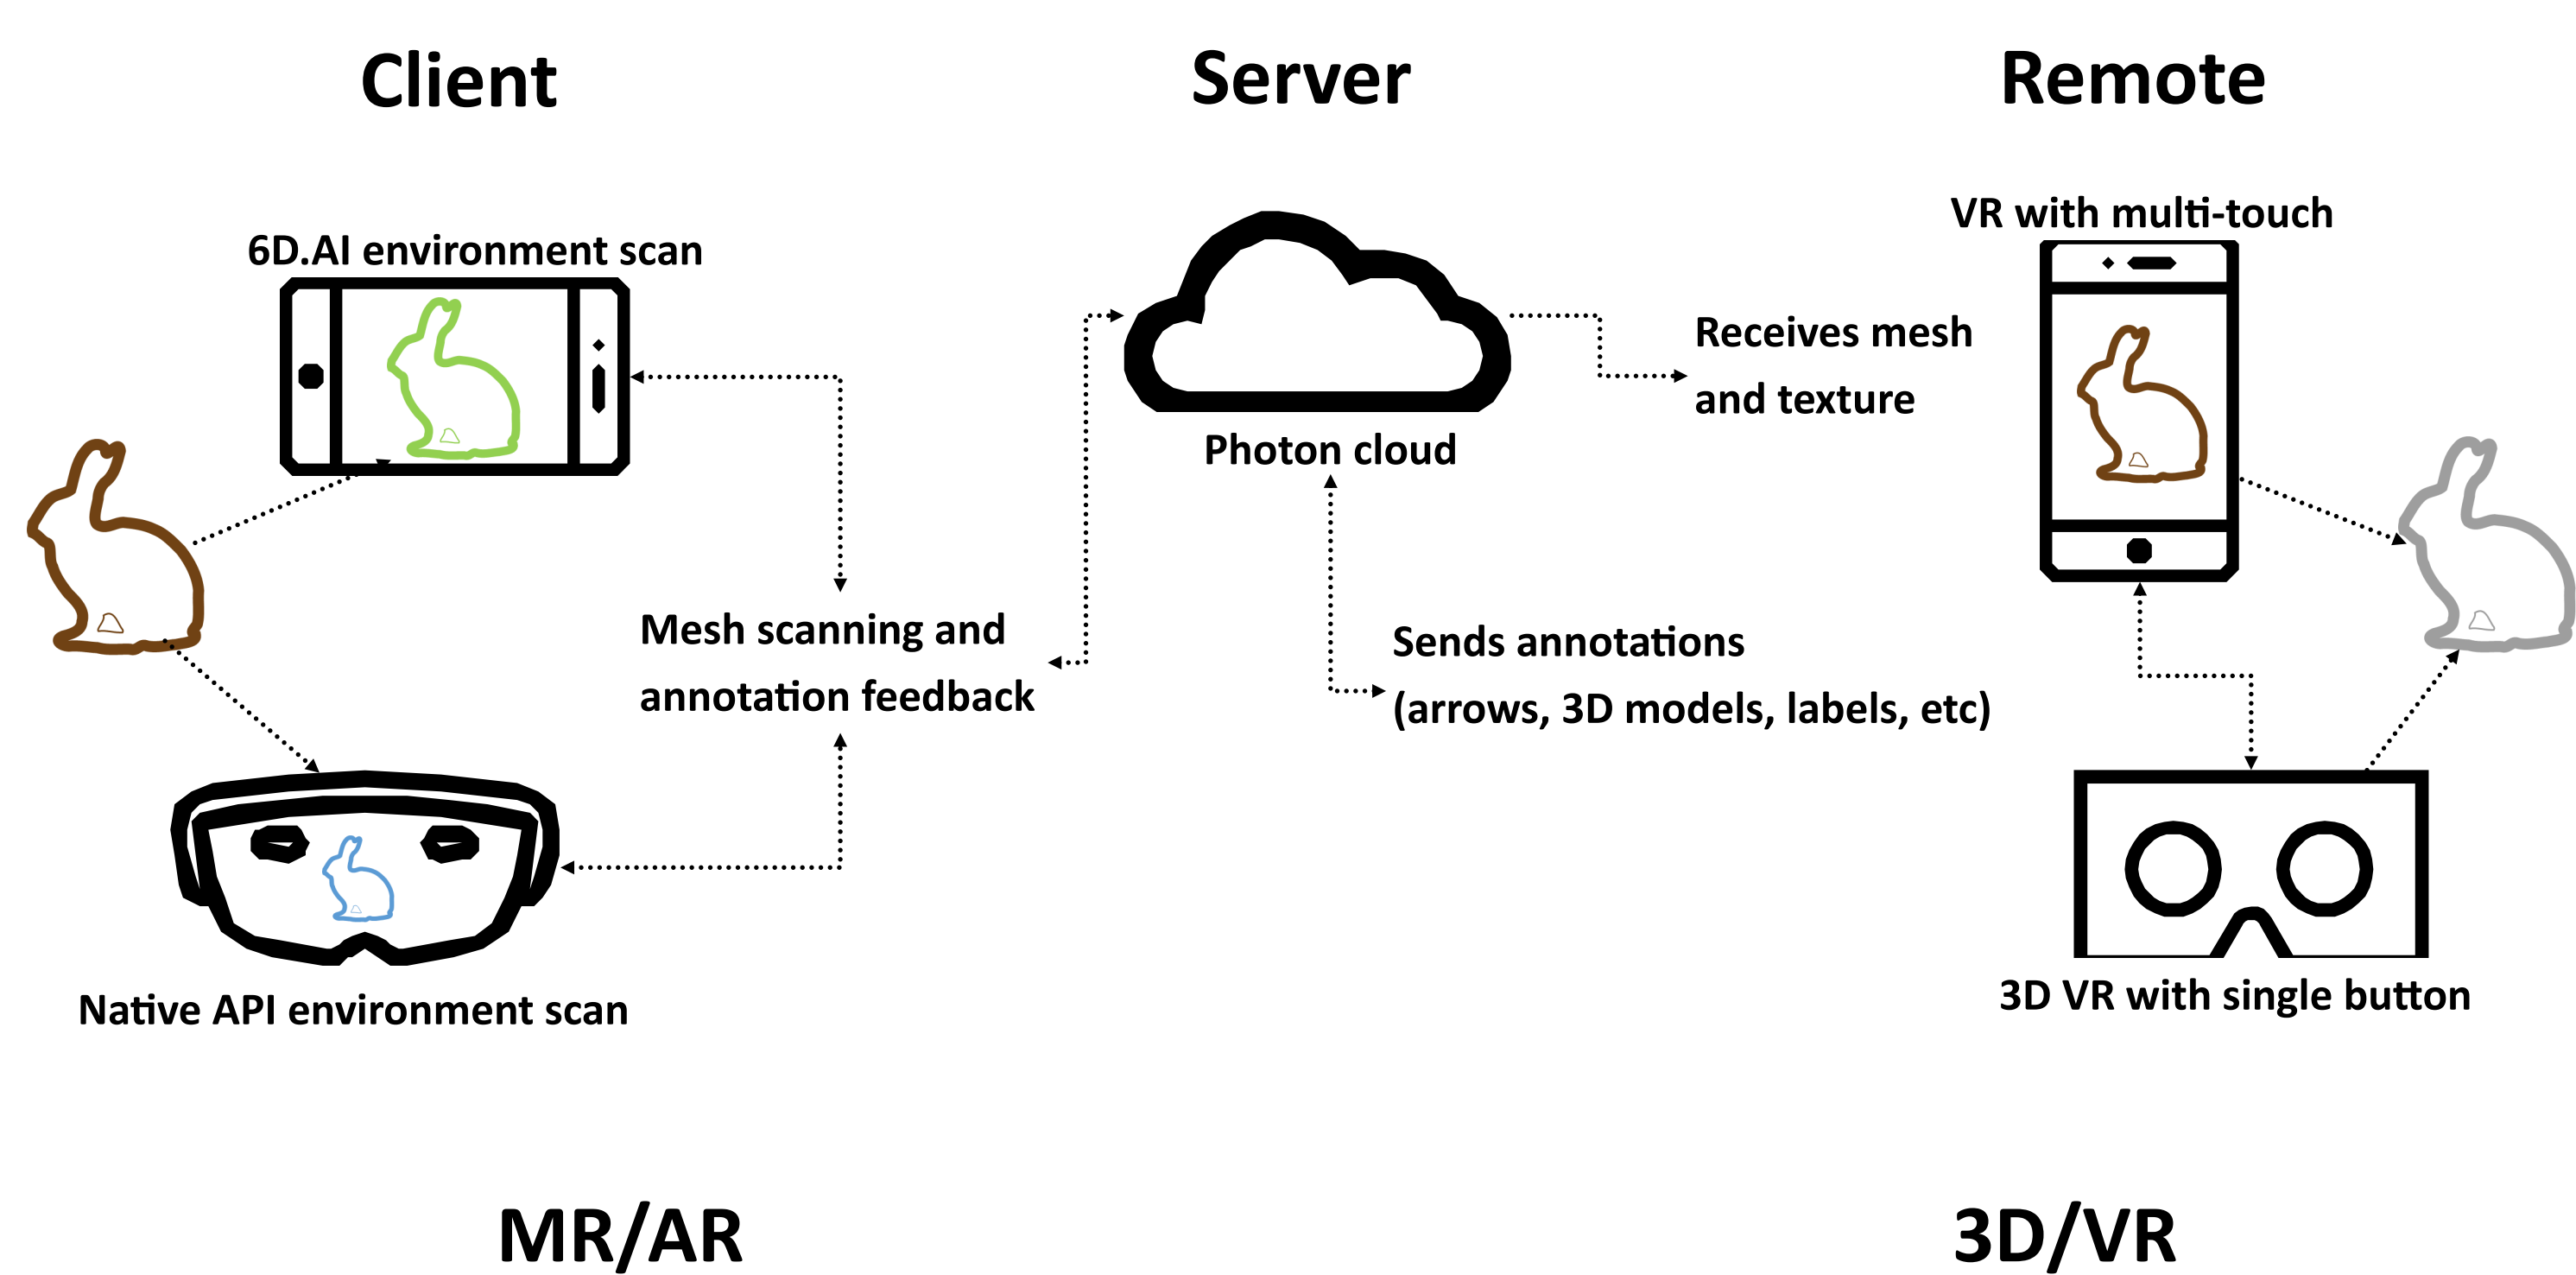 Client
Server
Remote
6D.AI environment scan
VR with multi-touch
Receives mesh
and texture
Photon cloud
Mesh scanning and
annotation feedback
Sends annotations
(arrows, 3D models, labels, etc)
Native API environment scan
3D VR with single button
MR/AR
3D/VR